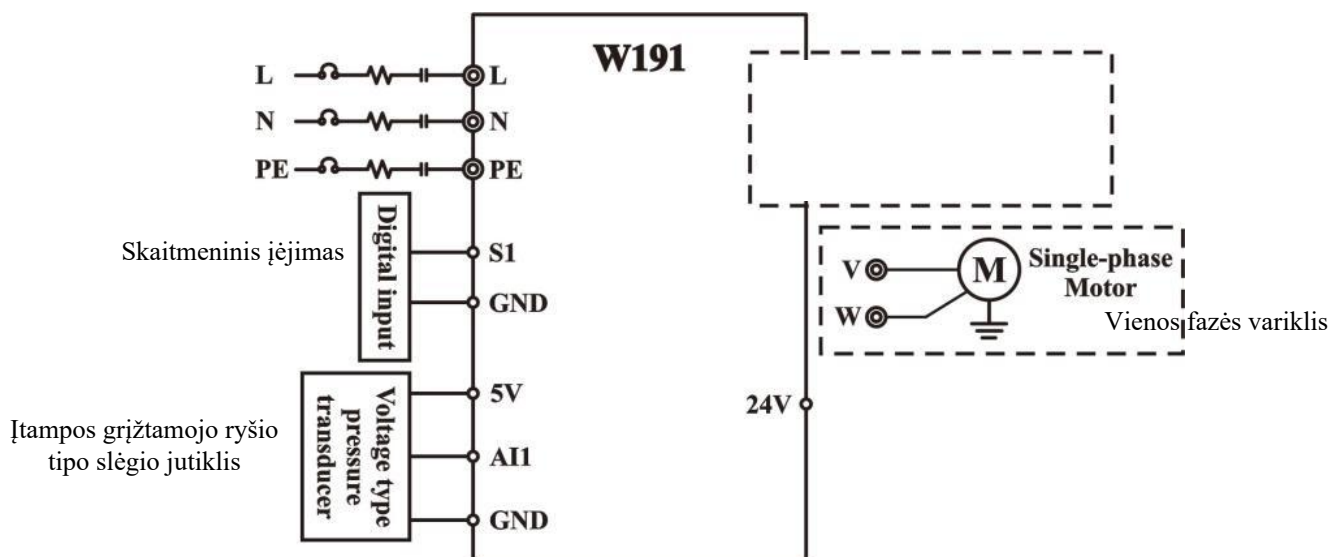 W191
L
L
N
N
PE
PE
Skaitmeninis įėjimas
Digital input
S1
GND
V
W
M
Single-phase
Motor
Vienos fazės variklis
Įtampos grįžtamojo ryšio
tipo slėgio jutiklis
Voltage type
pressure
transducer
5V
AI1
GND
24V